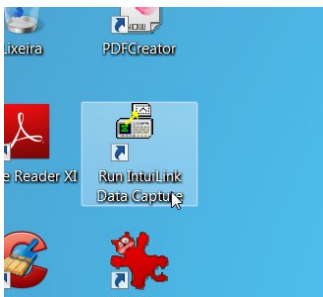 Lixeira
PDFCreator
e Reader XI
Run IntuiLink
Data Capture